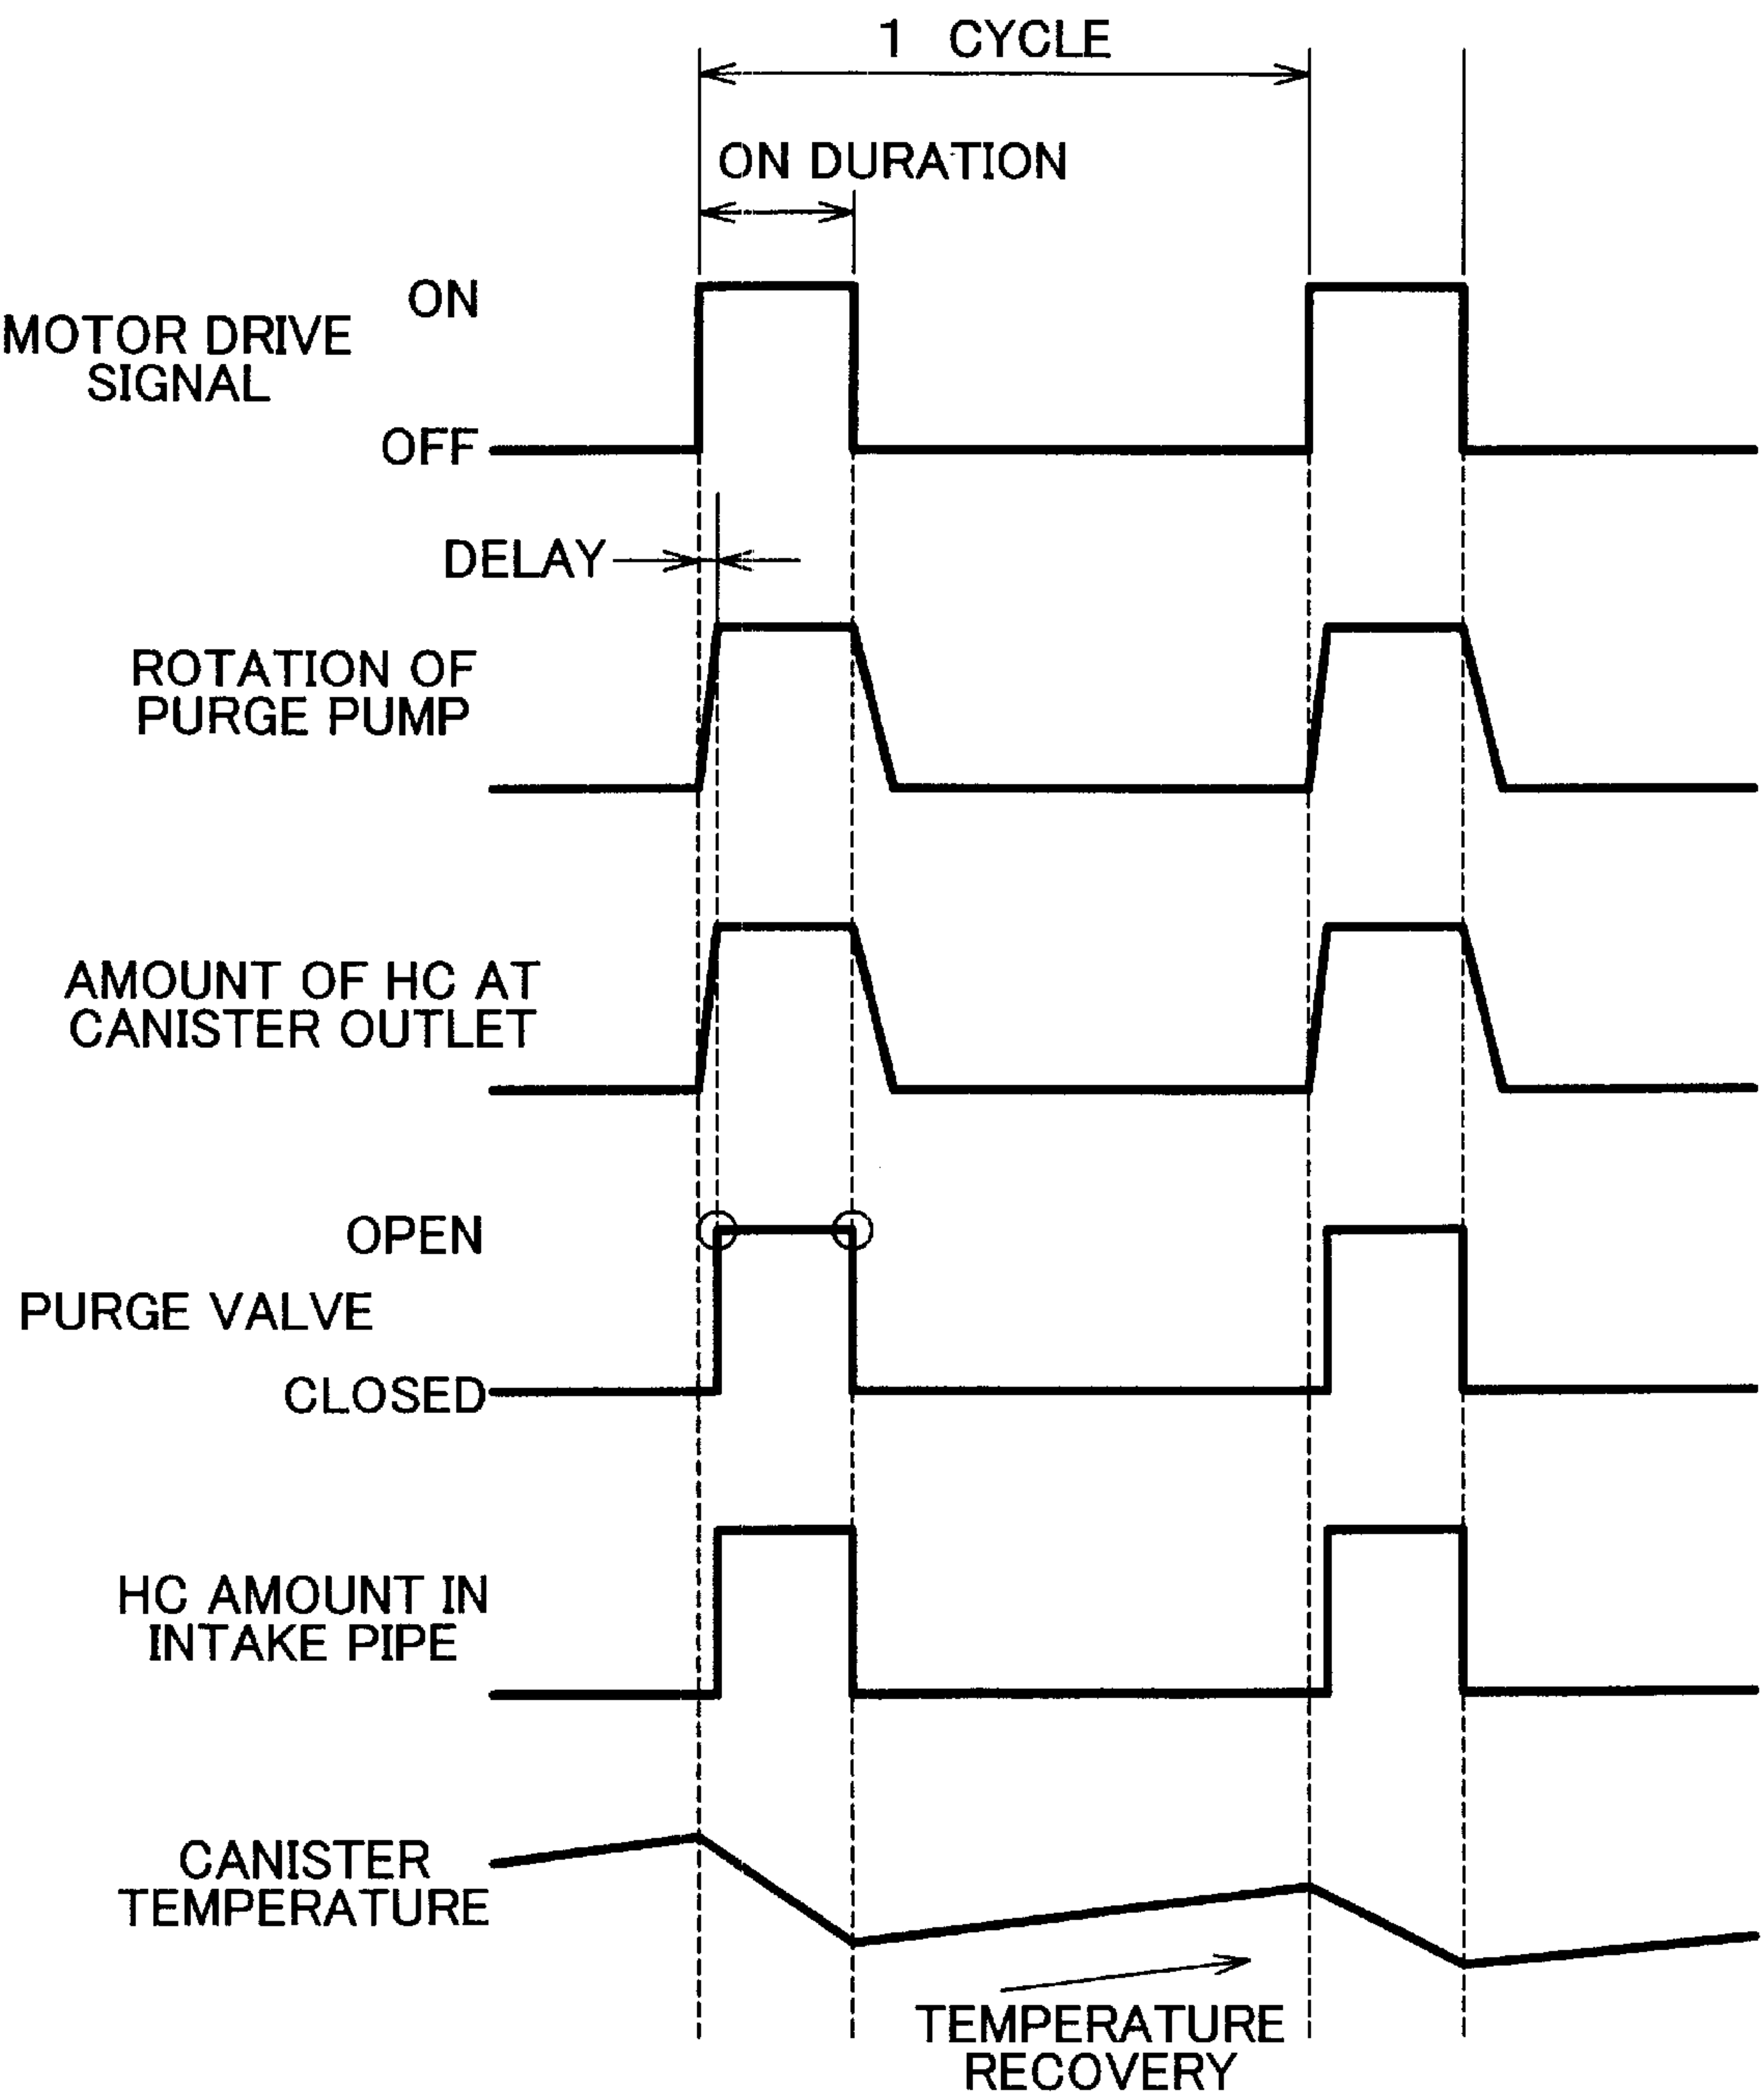 1 CYCLE
ON DURATION
ON
MOTOR DRIVE
SIGNAL
OFF
DELAY
ROTATION OF
PURGE PUMP
AMOUNT OF HC AT
CANISTER OUTLET
OPEN
PURGE VALVE
CLOSED
HC AMOUNT IN
INTAKE PIPE
CANISTER
TEMPERATURE
TEMPERATURE
RECOVERY